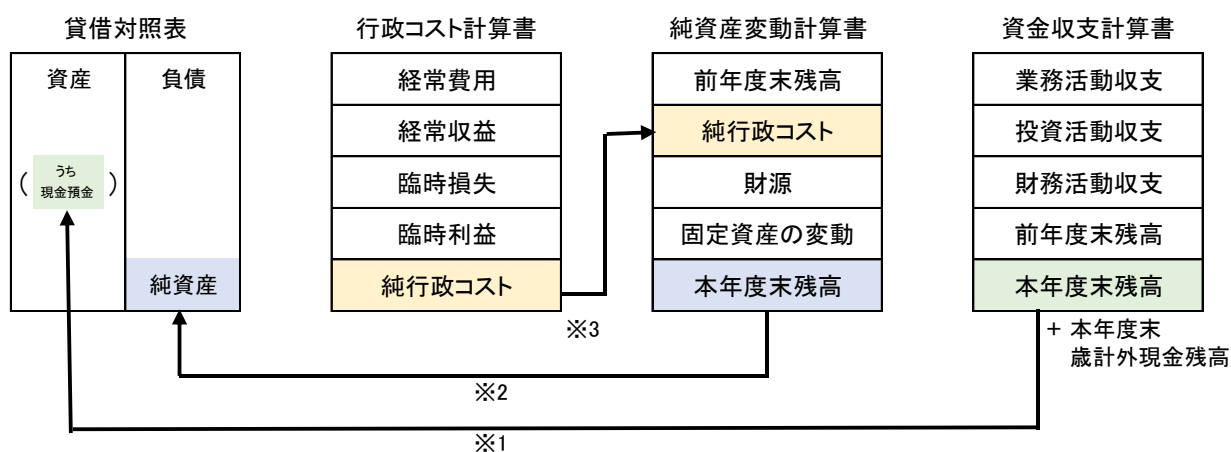 貸借対照表
資産
負債
( うち
現金預金 )
純資産
行政コスト計算書
経常費用
経常収益
臨時損失
臨時利益
純行政コスト
※3
純資産変動計算書
前年度末残高
純行政コスト
財源
固定資産の変動
本年度末残高
※2
資金収支計算書
業務活動収支
投資活動収支
財務活動収支
前年度末残高
本年度末残高
+ 本年度末
歳計外現金残高
※1